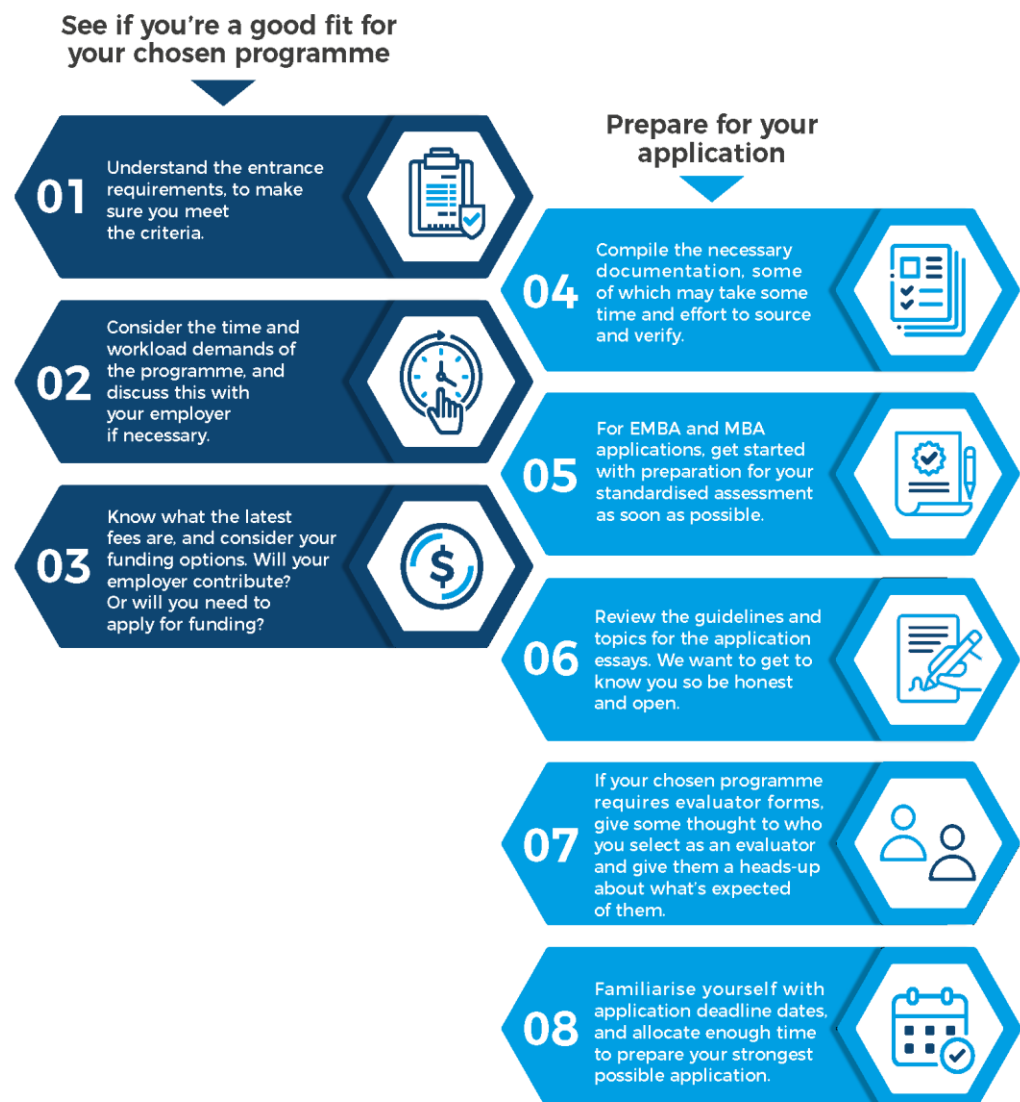 See if you're a good fit for
your chosen programme
01
Understand the entrance
requirements, to make
sure you meet
the criteria.
02
Consider the time and
workload demands of
the programme, and
discuss this with
your employer
if necessary.
03
Know what the latest
fees are, and consider your
funding options. Will your
employer contribute?
Or will you need to
apply for funding?
$
Prepare for your
application
04
Compile the necessary
documentation, some
of which may take some
time and effort to source
and verify.
05
For EMBA and MBA
applications, get started
with preparation for your
standardised assessment
as soon as possible.
06
Review the guidelines and
topics for the application
essays. We want to get to
know you so be honest
and open.
07
If your chosen programme
requires evaluator forms,
give some thought to who
you select as an evaluator
and give them a heads-up
about what's expected
of them.
08
Familiarise yourself with
application deadline dates,
and allocate enough time
to prepare your strongest
possible application.